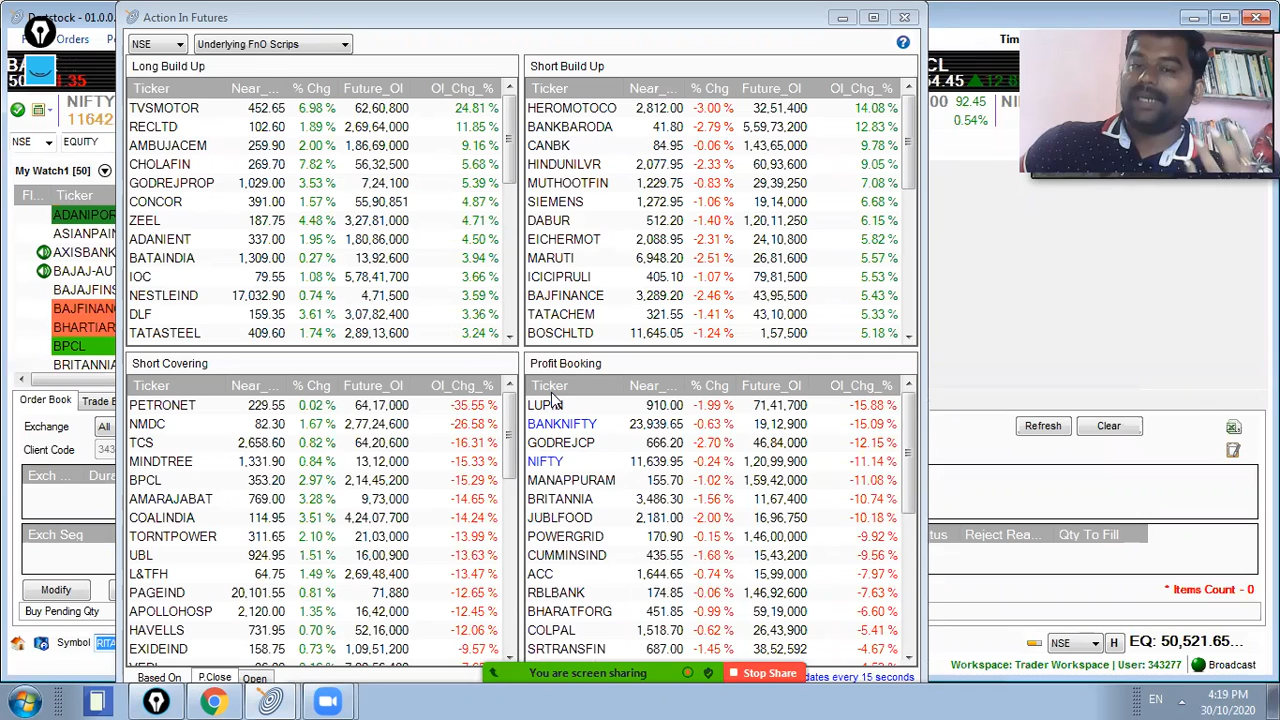 Action In Futures
Orders
Tim
NSE
Underlying FnO Scrips
Long Build Up
Ticker Near_... % Chg Future_OI OI_Chg_%
TVSMOTOR 452.65 6.58 % 62,60,800 24.81 %
RECLTD 102.60 1.89 % 2,69,64,000 11.85 %
AMBUJACEM 259.90 2.00 % 1,86,69,000 9.16 %
CHOLAFIN 269.70 7.82 % 56,32,500 5.68 %
GODREJPROP 1,029.00 3.53 % 7,24,100 5.39 %
CONCOR 391.00 1.57 % 55,90,851 4.87 %
ZEEL 187.75 4.48 % 3,27,81,000 4.71 %
ADANIENT 337.00 1.95 % 1,80,86,000 4.50 %
BATAINDIA 1,309.00 0.27 % 13,92,600 3.94 %
IOC 79.55 1.08 % 5,78,41,700 3.66 %
NESTLEIND 17,032.90 0.74 % 4,71,500 3.59 %
DLF 159.35 3.61 % 3,07,82,400 3.36 %
TATASTEEL 409.60 1.74 % 2,89,13,600 3.24 %
Short Build Up
Ticker Near_... % Chg Future_OI OI_Chg_%
HEROMOTOCO 2,812.00 -3.00 % 32,51,400 14.08 %
BANKBARODA 41.80 -2.79 % 5,59,73,200 12.83 %
CANBK 84.95 -0.06 % 1,43,65,000 9.78 %
HINDUNILVR 2,077.95 -2.33 % 60,93,600 9.05 %
MUTHOOTFIN 1,229.75 -0.83 % 29,39,250 7.08 %
SIEMENS 1,272.95 -1.06 % 19,14,000 6.68 %
DABUR 512.20 -1.40 % 1,20,11,250 6.15 %
EICHERMOT 2,088.95 -2.31 % 24,10,800 5.82 %
MARUTI 6,948.20 -2.51 % 26,81,600 5.57 %
ICICIPRULI 405.10 -1.07 % 79,81,500 5.53 %
BAJFINANCE 3,289.20 -2.46 % 43,95,500 5.43 %
TATACHEM 321.55 -1.41 % 43,10,000 5.33 %
BOSCHLTD 11,645.05 -1.24 % 1,57,500 5.18 %
Short Covering
Ticker Near_... % Chg Future_OI OI_Chg_%
PETRONET 229.55 0.02 % 64,17,000 -35.55 %
NMDC 82.30 1.67 % 2,77,24,200 -26.58 %
TCS 2,658.60 0.82 % 64,20,600 -16.31 %
MINDTREE 1,331.90 0.84 % 13,12,000 -15.33 %
BPCL 353.20 2.97 % 2,14,45,200 -15.29 %
AMARAJABAT 769.00 3.28 % 9,73,000 -14.65 %
COALINDIA 114.95 3.51 % 4,24,07,700 -14.24 %
TORNTPOWER 311.65 2.10 % 21,03,000 -13.99 %
UBL 924.95 1.51 % 16,00,900 -13.63 %
L&TFH 64.75 1.49 % 2,69,48,400 -13.47 %
PAGEIND 20,101.55 0.81 % 71,880 -12.65 %
APOLLOHOSP 2,120.00 1.35 % 16,42,000 -12.45 %
HAVELLS 731.95 0.70 % 52,16,000 -12.06 %
EXIDEIND 158.75 0.73 % 1,09,51,200 -9.57 %
Profit Booking
Ticker Near_... % Chg Future_OI OI_Chg_%
LUPIN 910.00 -1.99 % 71,41,700 -15.88 %
BANKNIFTY 23,939.65 -0.63 % 19,12,900 -15.09 %
GODREJCP 666.20 -2.70 % 46,84,000 -12.15 %
NIFTY 11,639.95 -0.24 % 1,20,99,900 -11.14 %
MANAPPURAM 155.70 -1.02 % 1,59,42,000 -11.08 %
BRITANNIA 3,486.30 -1.56 % 11,67,400 -10.74 %
JUBLFOOD 2,181.00 -2.00 % 16,96,750 -10.18 %
POWERGRID 170.90 -0.15 % 1,46,00,000 -9.92 %
CUMMINSIND 435.55 -1.68 % 15,43,200 -9.56 %
ACC 1,644.65 -0.74 % 15,99,000 -7.97 %
RBLBANK 174.85 -0.06 % 1,46,92,600 -7.63 %
BHARATFORG 451.85 -0.99 % 59,19,000 -6.60 %
COLPAL 1,518.70 -0.62 % 26,43,900 -5.41 %
SRTRANSFIN 687.00 -1.45 % 38,52,592 -4.67 %
Based On P.Close Open
You are screen sharing
Stop Share
dates every 15 seconds
NIFTY
11642
NSE EQUITY
My Watch1 [50]
Fl... Ticker
ADANIPOR
ASIANPAIN
AXISBANK
BAJAJ-AUT
BAJAJFINS
BAJFINANC
BHARTIAR
BPCL
BRITANNIA
Order Book Trade B
Exchange All
Client Code 343
Exch ... Dura
Exch Seq
Modify
Buy Pending Qty
Symbol RITA
92.45
0.54%
Refresh Clear
tus Reject Rea... Qty To Fill
* Items Count - 0
NSE H EQ: 50,521.65
Workspace: Trader Workspace | User: 343277 Broadcast
EN 4:19 PM
30/10/2020